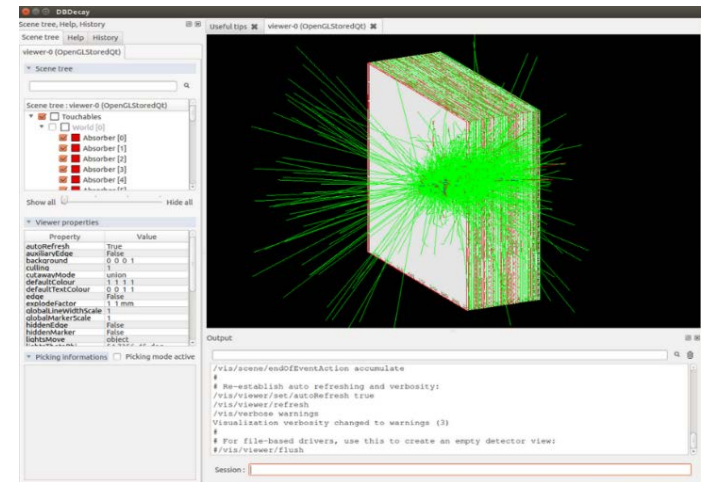 DBDecay
Scene tree, Help, History
Scene tree Help History
viewer-0 (OpenGLStoredQt)
Scene tree
Scene tree : viewer-0 (OpenGLStoredQt)
Touchables
World [0]
Absorber [0]
Absorber [1]
Absorber [2]
Absorber [3]
Absorber [4]
Show all Hide all
Viewer properties
Property Value
autoRefresh True
auxiliaryEdge False
background 0 0 0 1
culling 1
cutawayMode union
defaultColour 1 1 1 1
defaultTextColour 0 0 1 1
edge False
explodeFactor 1 1 mm
globalLineWidthScale 1
globalMarkerScale 1
hiddenEdge False
hiddenMarker False
lightsMove object
Picking informations Picking mode active
Useful tips viewer-0 (OpenGLStoredQt)
Output
/vis/scene/endOfEventAction accumulate
#
# Re-establish auto refreshing and verbosity:
/vis/viewer/set/autoRefresh true
/vis/viewer/refresh
/vis/verbose warnings
Visualization verbosity changed to warnings (3)
#
# For file-based drivers, use this to create an empty detector view:
#/vis/viewer/flush
Session :